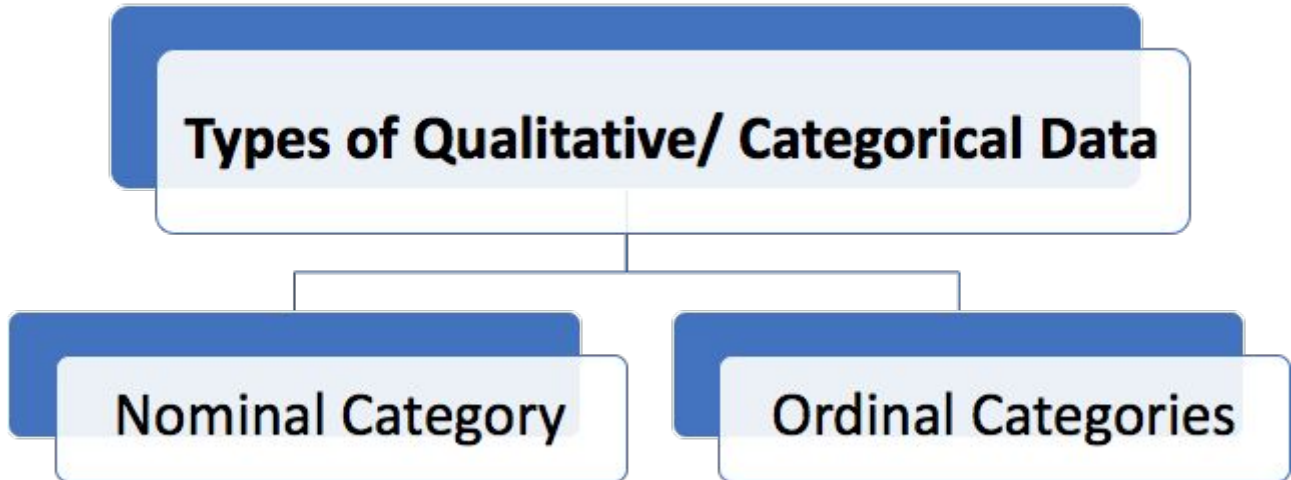 Types of Qualitative/ Categorical Data
Nominal Category
Ordinal Categories